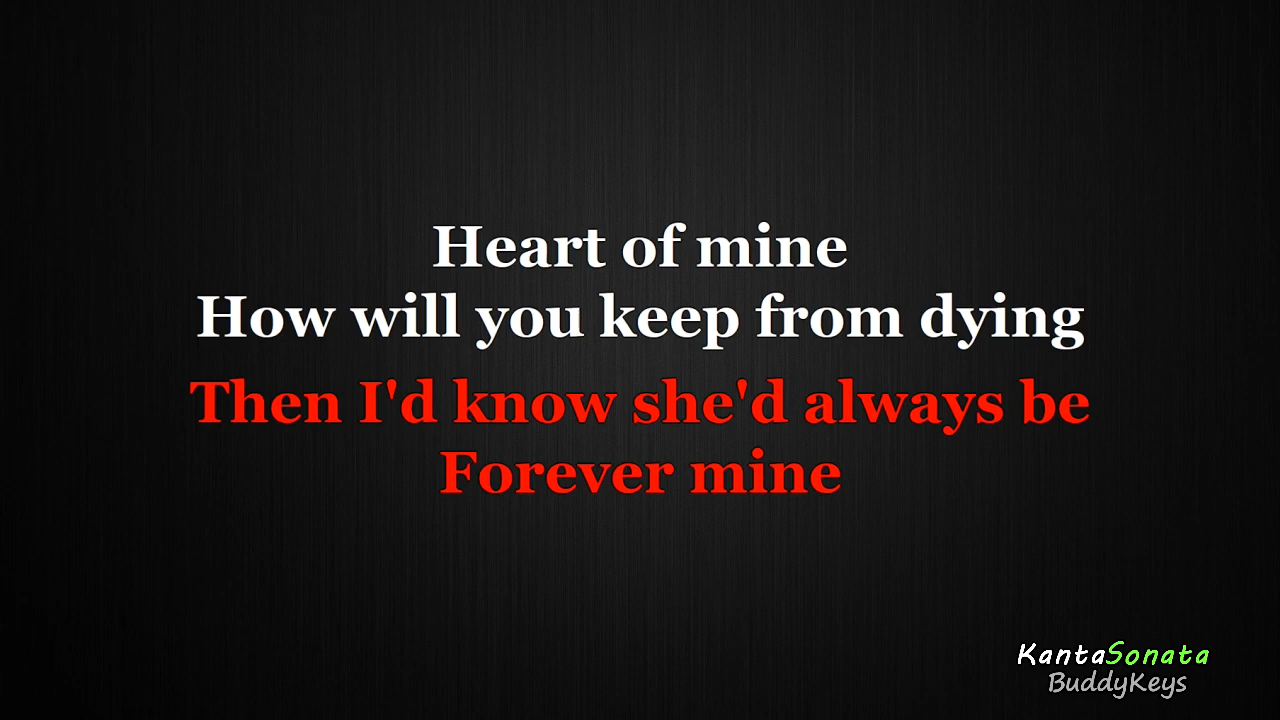 Heart of mine
How will you keep from dying
Then I'd know she'd always be
Forever mine
KantaSonata
BuddyKeys